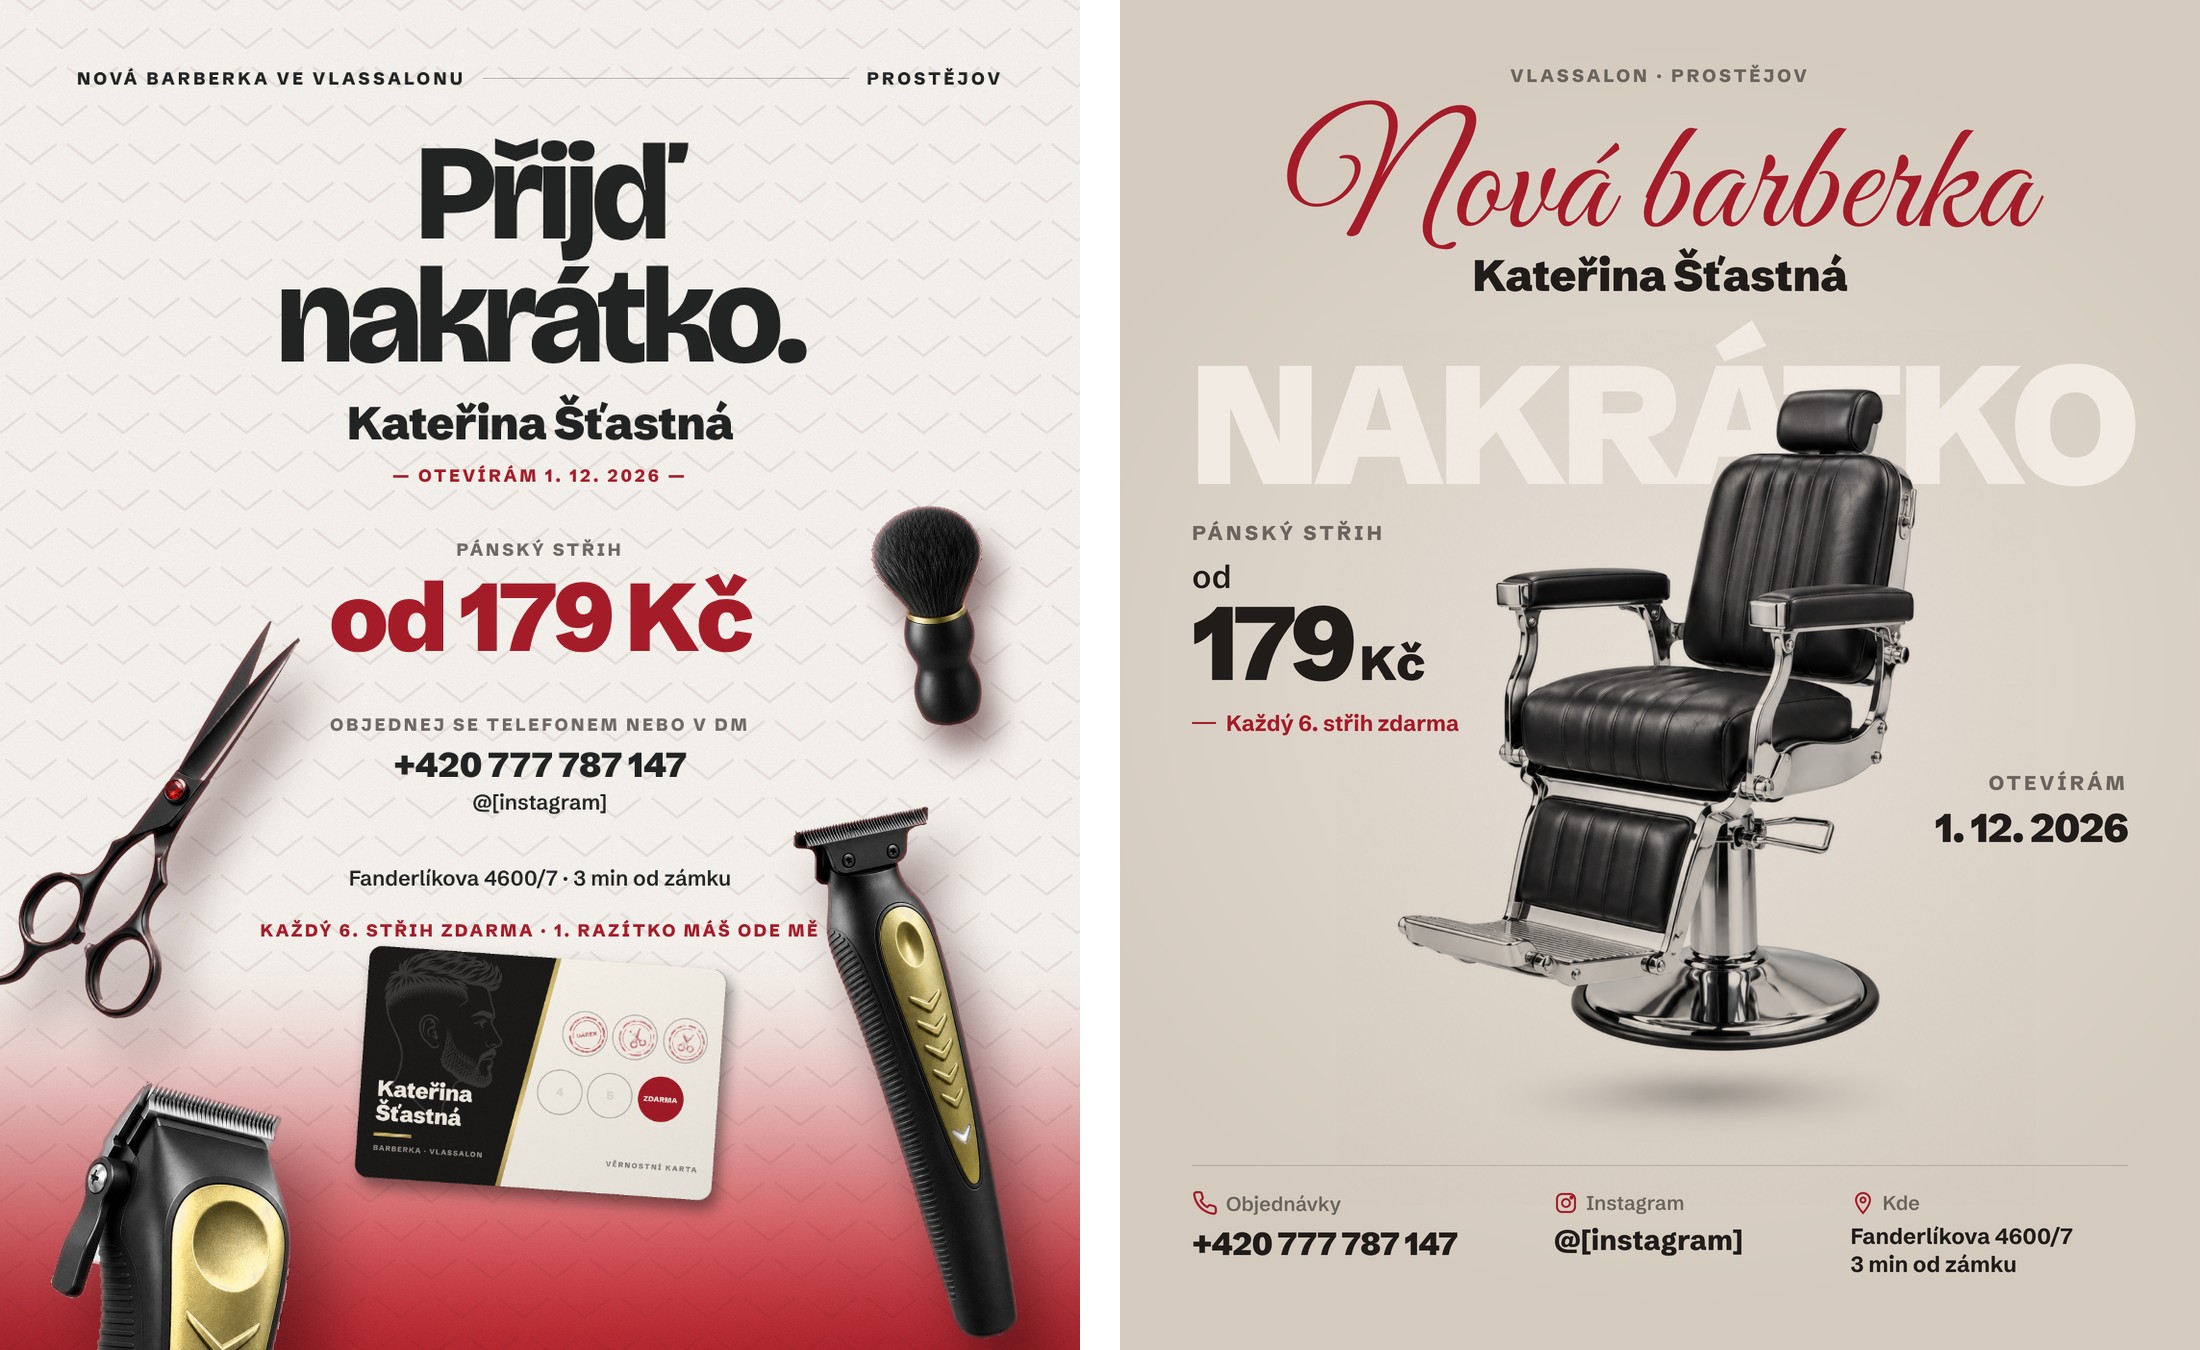 NOVÁ BARBERKA VE VLASSALONU
PROSTĚJOV
Přijď
nakrátko.
Kateřina Šťastná
— OTEVÍRÁM 1. 12. 2026 —
PÁNSKÝ STŘIH
od 179 Kč
OBJEDNEJ SE TELEFONEM NEBO V DM
+420 777 787 147
@[instagram]
Fanderlíkova 4600/7 · 3 min od zámku
KAŽDÝ 6. STŘIH ZDARMA · 1. RAZÍTKO MÁŠ ODE MĚ
Kateřina
Šťastná
BARBERKA · VLASSALON
4
5
ZDARMA
VĚRNOSTNÍ KARTA
VLASSALON · PROSTĚJOV
Nová barberka
Kateřina Šťastná
NAKRÁTKO
PÁNSKÝ STŘIH
od
179 Kč
— Každý 6. střih zdarma
OTEVÍRÁM
1. 12. 2026
Objednávky
+420 777 787 147
Instagram
@[instagram]
Kde
Fanderlíkova 4600/7
3 min od zámku